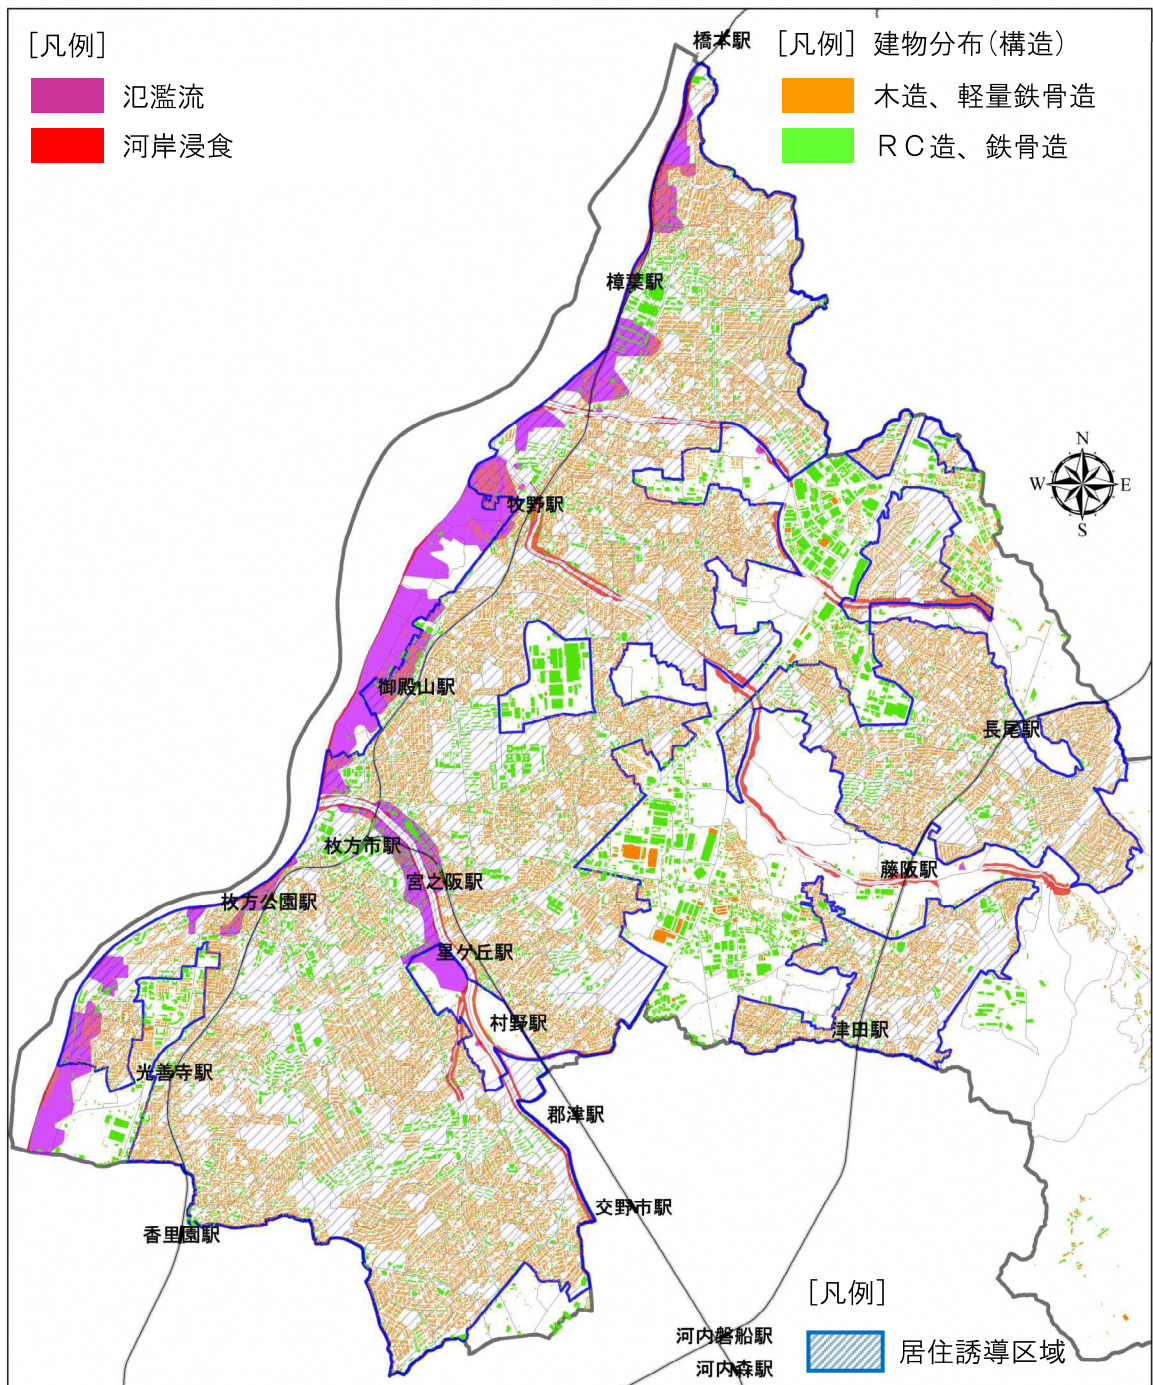 [凡例]
氾濫流
河岸浸食
[凡例] 建物分布(構造)
木造、軽量鉄骨造
RC造、鉄骨造
橋本駅
樟葉駅
N
W E
S
牧野駅
御殿山駅
長尾駅
枚方市駅
宮之阪駅
藤阪駅
枚方公園駅
星ケ丘駅
村野駅
津田駅
光善寺駅
郡津駅
交野市駅
香里園駅
[凡例]
居住誘導区域
河内磐船駅
河内森駅